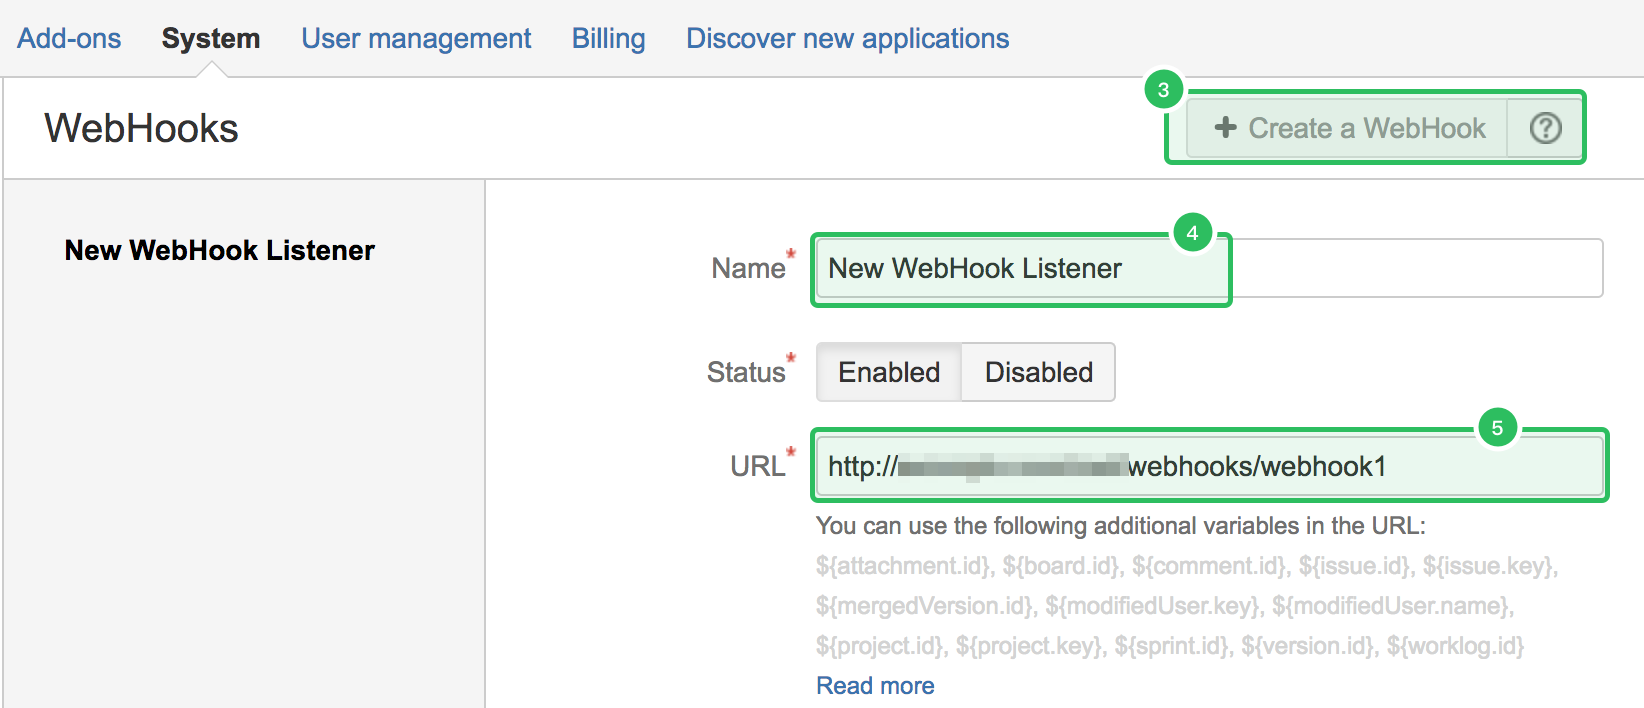 Add-ons System User management Billing Discover new applications
WebHooks
3
+ Create a WebHook ?
New WebHook Listener
4
Name* New WebHook Listener
Status* Enabled Disabled
5
URL* http:// webhooks/webhook1
You can use the following additional variables in the URL:
${attachment.id}, ${board.id}, ${comment.id}, ${issue.id}, ${issue.key},
${mergedVersion.id}, ${modifiedUser.key}, ${modifiedUser.name},
${project.id}, ${project.key}, ${sprint.id}, ${version.id}, ${worklog.id}
Read more